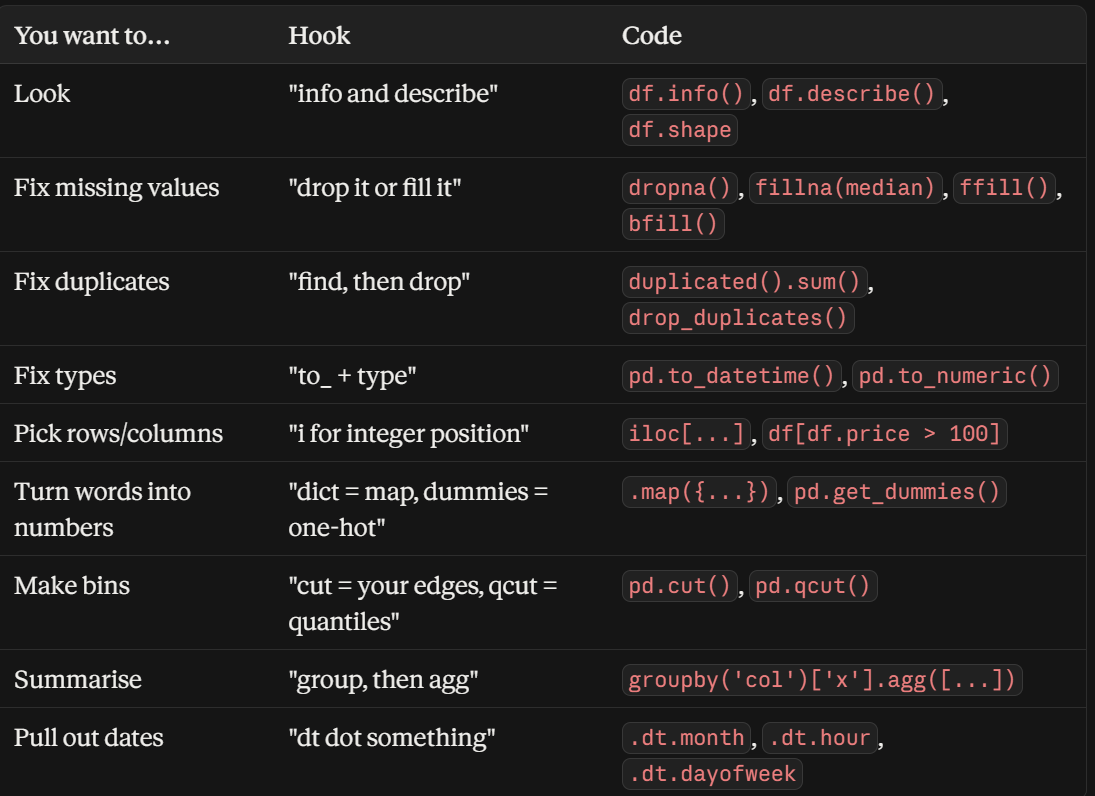 You want to… Hook Code
Look "info and describe" df.info(), df.describe(),
df.shape
Fix missing values "drop it or fill it" dropna(), fillna(median), ffill(),
bfill()
Fix duplicates "find, then drop" duplicated().sum(),
drop_duplicates()
Fix types "to_ + type" pd.to_datetime(), pd.to_numeric()
Pick rows/columns "i for integer position" iloc[...], df[df.price > 100]
Turn words into "dict = map, dummies = .map({...}), pd.get_dummies()
numbers one-hot"
Make bins "cut = your edges, qcut = pd.cut(), pd.qcut()
quantiles"
Summarise "group, then agg" groupby('col')['x'].agg([...])
Pull out dates "dt dot something" .dt.month, .dt.hour,
.dt.dayofweek